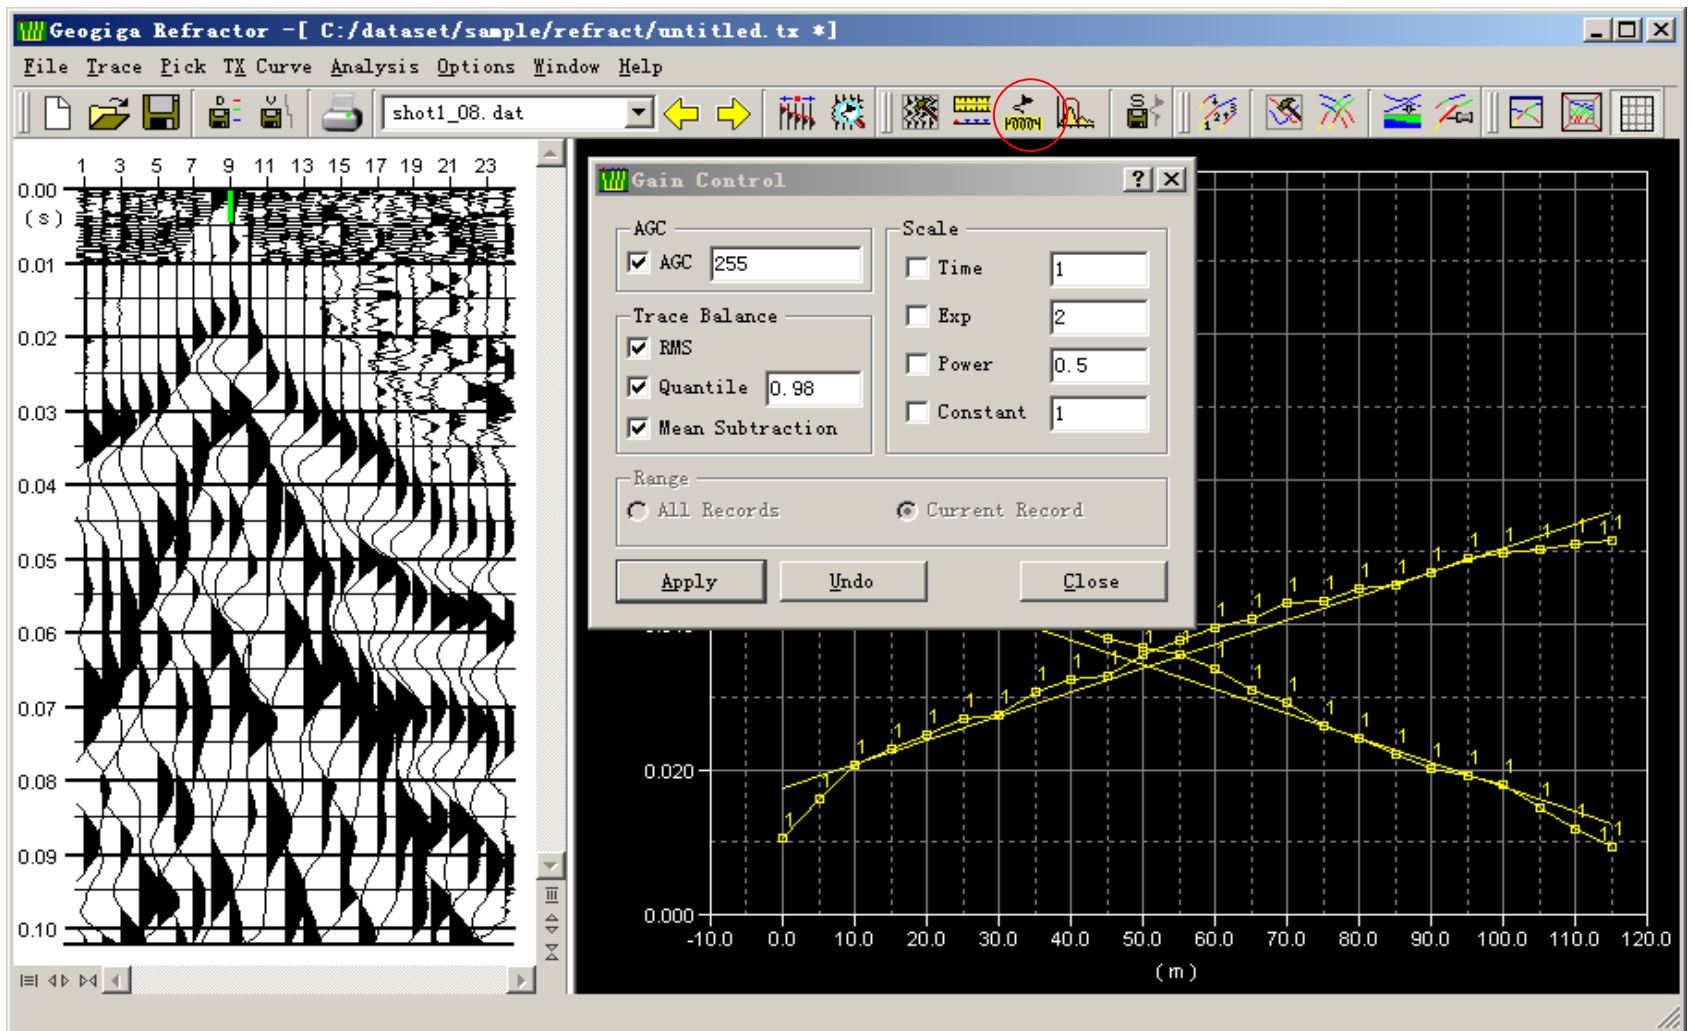 Geogiga Refractor -[ C:/dataset/sample/refract/untitled.tx *]
File Trace Pick TX Curve Analysis Options Window Help
shot1_08.dat
1 3 5 7 9 11 13 15 17 19 21 23
0.00
(s)
0.01
0.02
0.03
0.04
0.05
0.06
0.07
0.08
0.09
0.10
Gain Control
AGC
AGC 255
Trace Balance
RMS
Quantile 0.98
Mean Subtraction
Scale
Time 1
Exp 2
Power 0.5
Constant 1
Range
All Records Current Record
Apply Undo Close
0.020
0.000
-10.0 0.0 10.0 20.0 30.0 40.0 50.0 60.0 70.0 80.0 90.0 100.0 110.0 120.0
(m)